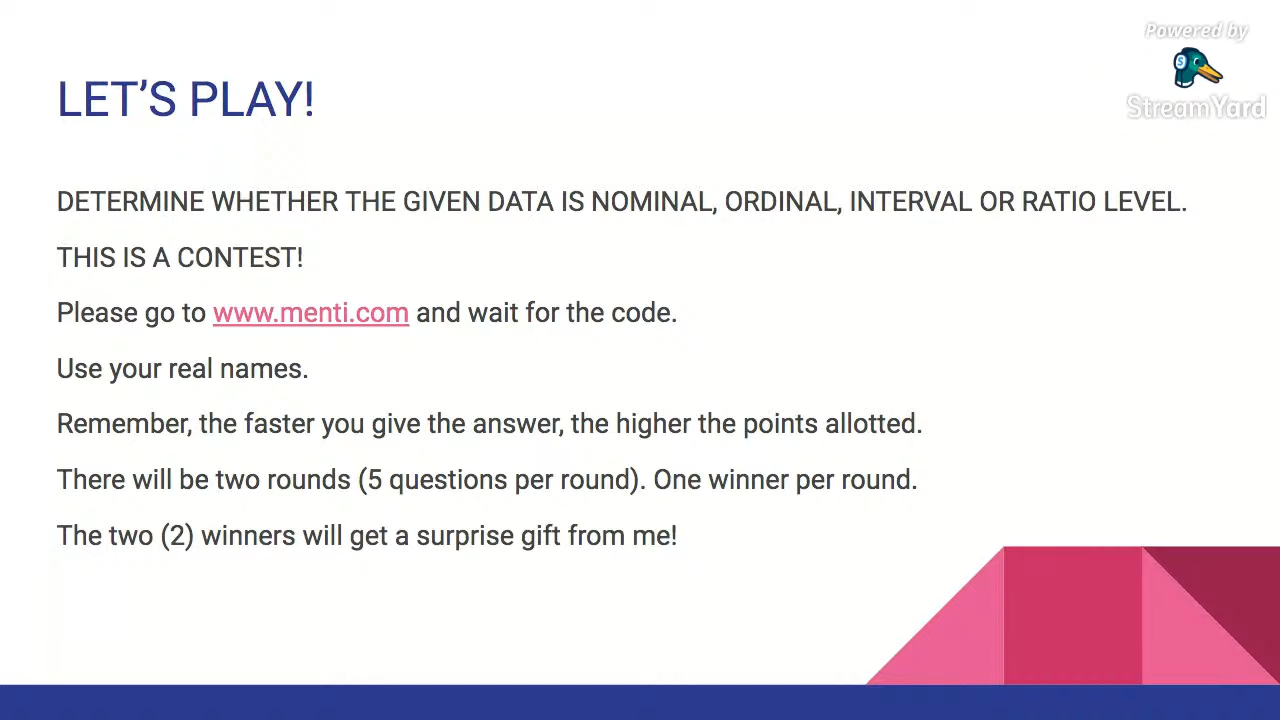 Powered by
StreamYard
LET'S PLAY!
DETERMINE WHETHER THE GIVEN DATA IS NOMINAL, ORDINAL, INTERVAL OR RATIO LEVEL.
THIS IS A CONTEST!
Please go to www.menti.com and wait for the code.
Use your real names.
Remember, the faster you give the answer, the higher the points allotted.
There will be two rounds (5 questions per round). One winner per round.
The two (2) winners will get a surprise gift from me!